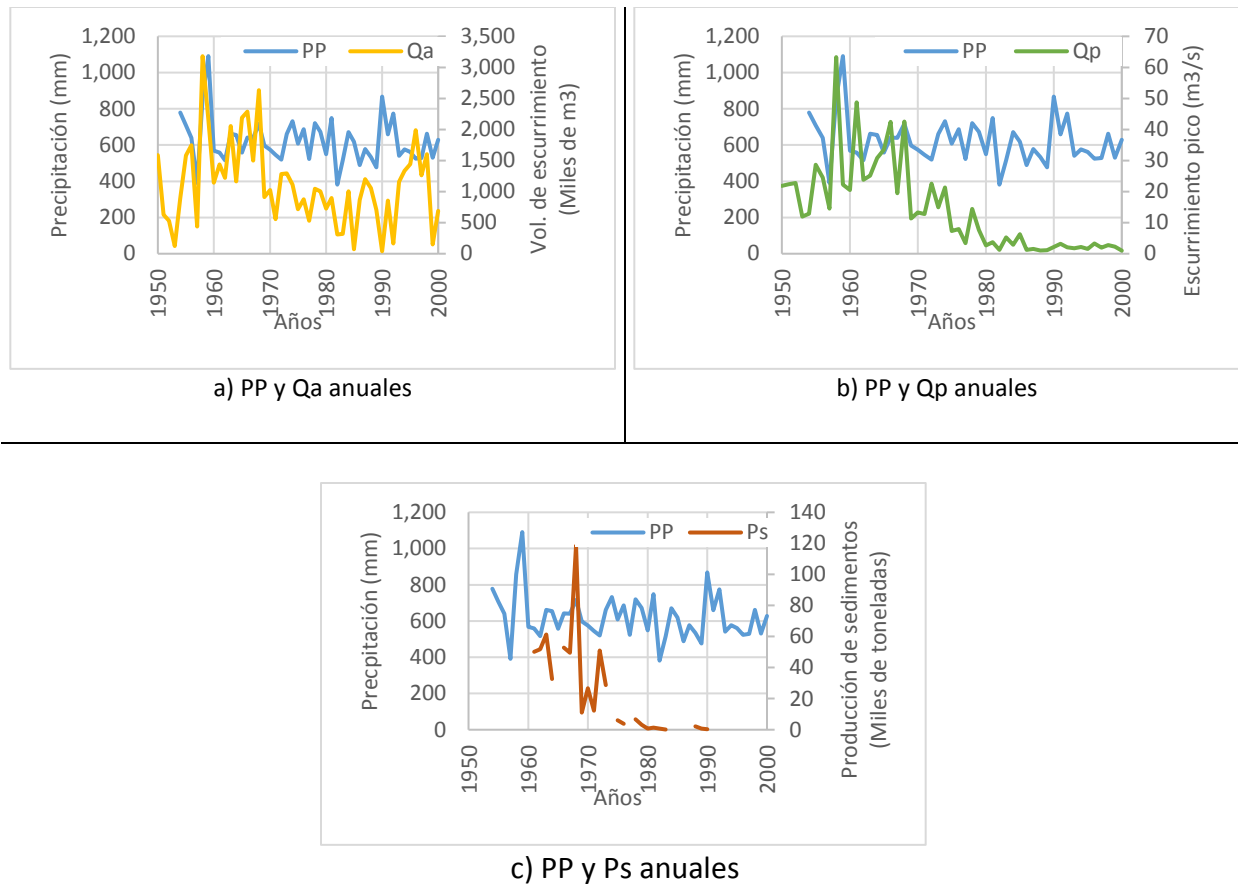 PP Qa
Precipitación (mm)
1,200
1,000
800
600
400
200
0
3,500
3,000
2,500
2,000
1,500
1,000
500
0
Vol. de escurrimiento
(Miles de m3)
1950 1960 1970 1980 1990 2000
Años
a) PP y Qa anuales
PP Qp
Precipitación (mm)
1,200
1,000
800
600
400
200
0
70
60
50
40
30
20
10
0
Escurrimiento pico (m3/s)
1950 1960 1970 1980 1990 2000
Años
b) PP y Qp anuales
PP Ps
Precpitación (mm)
1,200
1,000
800
600
400
200
0
140
120
100
80
60
40
20
0
Producción de sedimentos
(Miles de toneladas)
1950 1960 1970 1980 1990 2000
Años
c) PP y Ps anuales